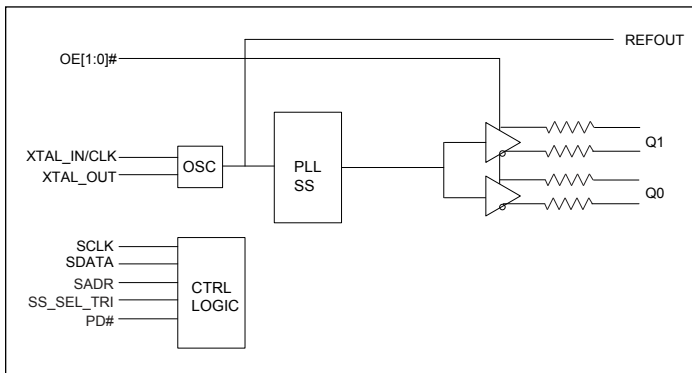 REFOUT
OE[1:0]#
XTAL_IN/CLK
XTAL_OUT
OSC
PLL
SS
Q1
Q0
SCLK
SDATA
SADR
SS_SEL_TRI
PD#
CTRL
LOGIC